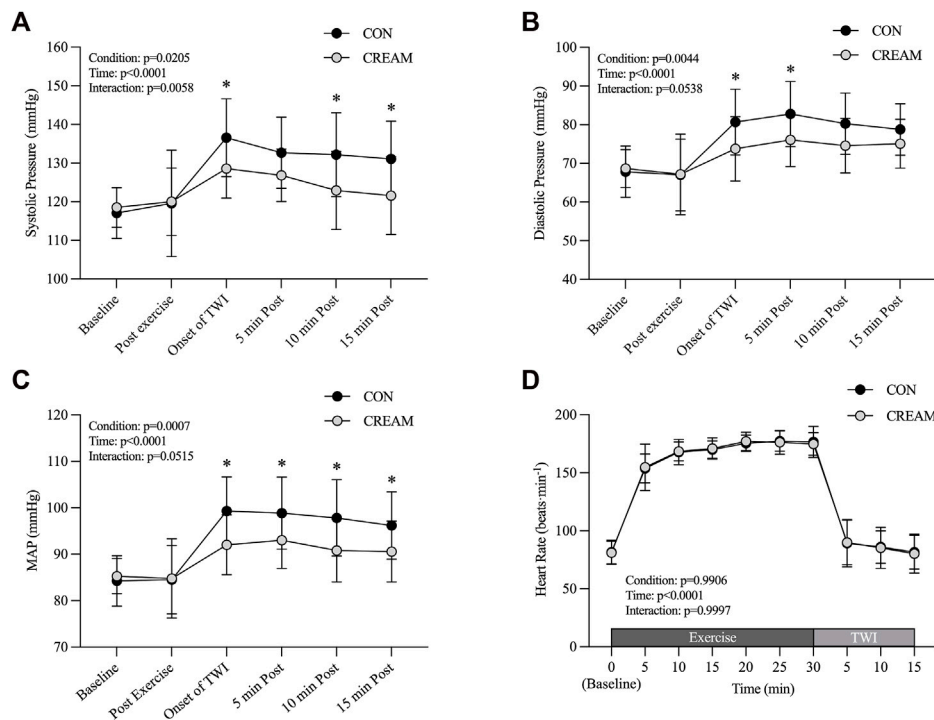 A
CON
CREAM
Condition: p=0.0205
Time: p<0.0001
Interaction: p=0.0058
Systolic Pressure (mmHg)
160
150
140
130
120
110
100
*
*
*
Baseline
Post exercise
Onset of TWI
5 min Post
10 min Post
15 min Post
B
CON
CREAM
Condition: p=0.0044
Time: p<0.0001
Interaction: p=0.0538
Diastolic Pressure (mmHg)
100
80
60
40
*
*
Baseline
Post exercise
Onset of TWI
5 min Post
10 min Post
15 min Post
C
CON
CREAM
Condition: p=0.0007
Time: p<0.0001
Interaction: p=0.0515
MAP (mmHg)
120
110
100
90
80
70
*
*
*
*
Baseline
Post Exercise
Onset of TWI
5 min Post
10 min Post
15 min Post
D
CON
CREAM
Heart Rate (beats·min⁻¹)
200
150
100
50
0
Condition: p=0.9906
Time: p<0.0001
Interaction: p=0.9997
Exercise
TWI
0 5 10 15 20 25 30 5 10 15
(Baseline)
Time (min)